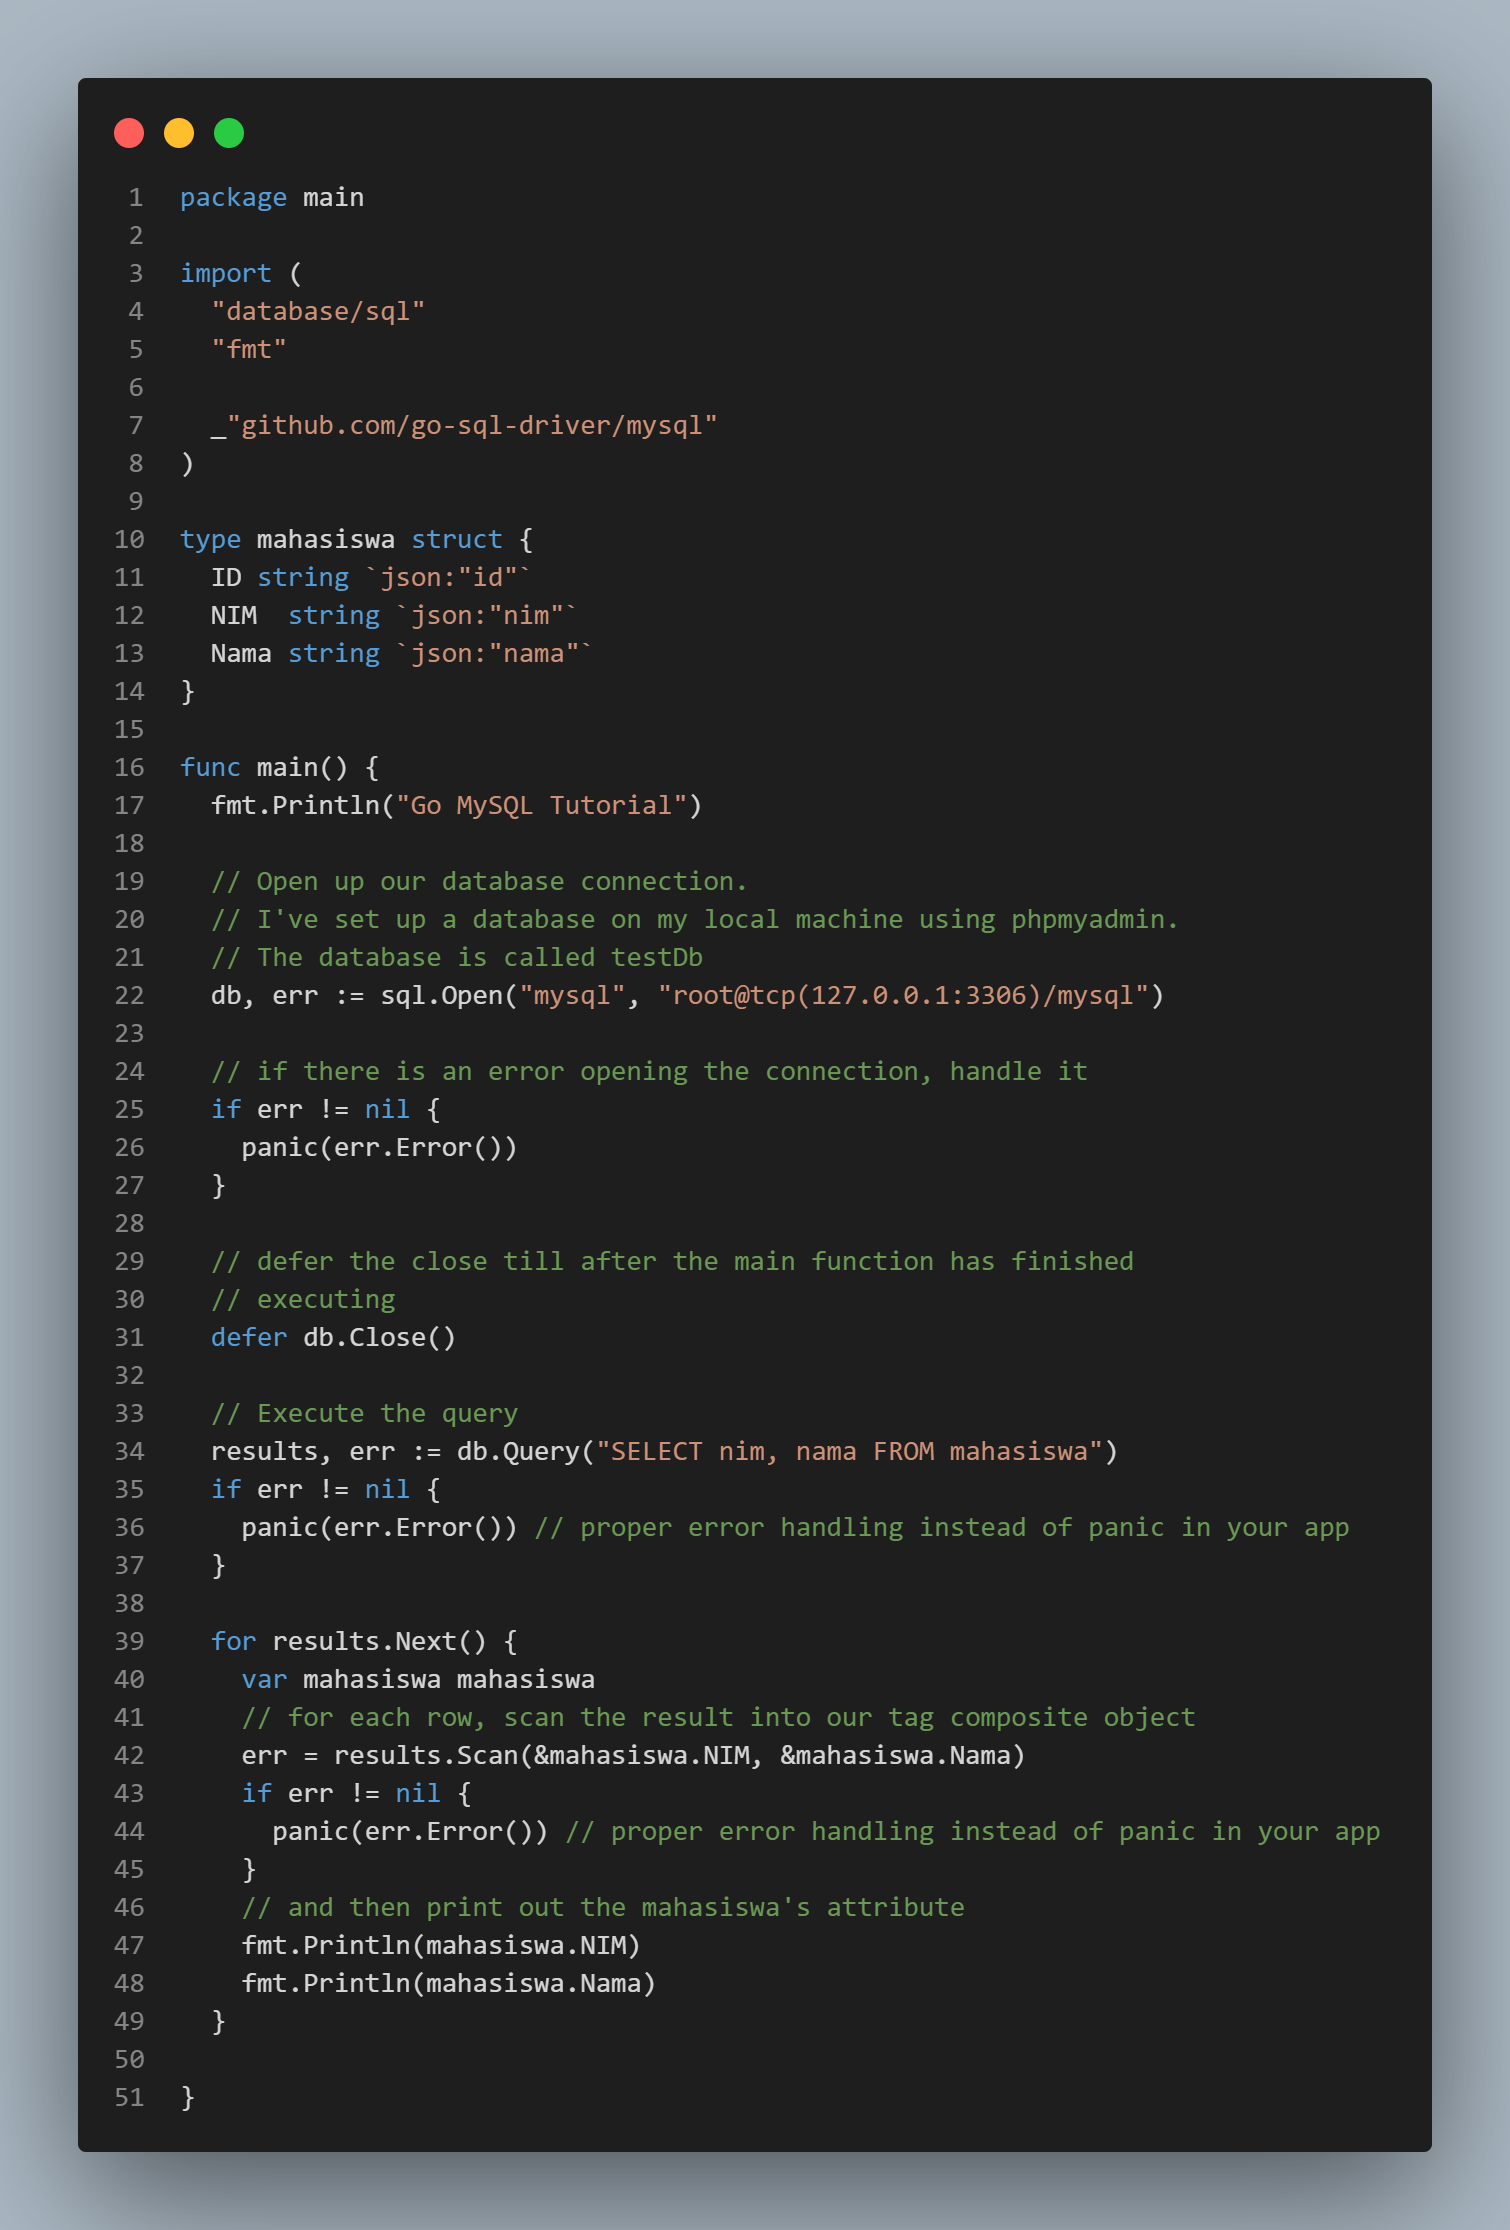 1 package main
2
3 import (
4   "database/sql"
5   "fmt"
6
7   _"github.com/go-sql-driver/mysql"
8 )
9
10 type mahasiswa struct {
11   ID string `json:"id"`
12   NIM  string `json:"nim"`
13   Nama string `json:"nama"`
14 }
15
16 func main() {
17   fmt.Println("Go MySQL Tutorial")
18
19   // Open up our database connection.
20   // I've set up a database on my local machine using phpmyadmin.
21   // The database is called testDb
22   db, err := sql.Open("mysql", "root@tcp(127.0.0.1:3306)/mysql")
23
24   // if there is an error opening the connection, handle it
25   if err != nil {
26     panic(err.Error())
27   }
28
29   // defer the close till after the main function has finished
30   // executing
31   defer db.Close()
32
33   // Execute the query
34   results, err := db.Query("SELECT nim, nama FROM mahasiswa")
35   if err != nil {
36     panic(err.Error()) // proper error handling instead of panic in your app
37   }
38
39   for results.Next() {
40     var mahasiswa mahasiswa
41     // for each row, scan the result into our tag composite object
42     err = results.Scan(&mahasiswa.NIM, &mahasiswa.Nama)
43     if err != nil {
44       panic(err.Error()) // proper error handling instead of panic in your app
45     }
46     // and then print out the mahasiswa's attribute
47     fmt.Println(mahasiswa.NIM)
48     fmt.Println(mahasiswa.Nama)
49   }
50
51 }